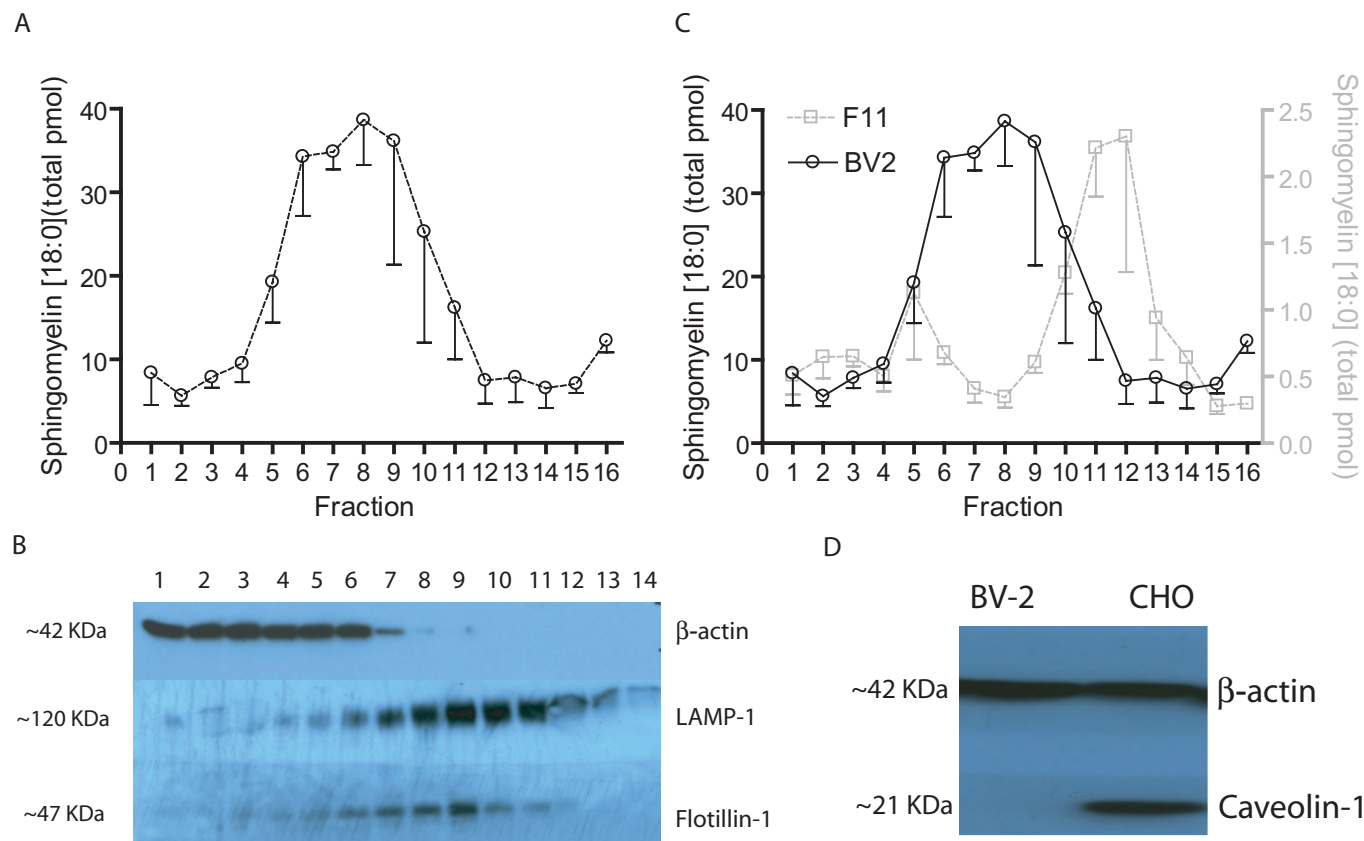 A
Sphingomyelin [18:0](total pmol)
40
30
20
10
0
0 1 2 3 4 5 6 7 8 9 10 11 12 13 14 15 16
Fraction
C
F11
BV2
Sphingomyelin [18:0] (total pmol)
40
30
20
10
0
2.5
2.0
1.5
1.0
0.5
0.0
Sphingomyelin [18:0] (total pmol)
0 1 2 3 4 5 6 7 8 9 10 11 12 13 14 15 16
Fraction
B
1 2 3 4 5 6 7 8 9 10 11 12 13 14
~42 KDa β-actin
~120 KDa LAMP-1
~47 KDa Flotillin-1
D
BV-2 CHO
~42 KDa β-actin
~21 KDa Caveolin-1